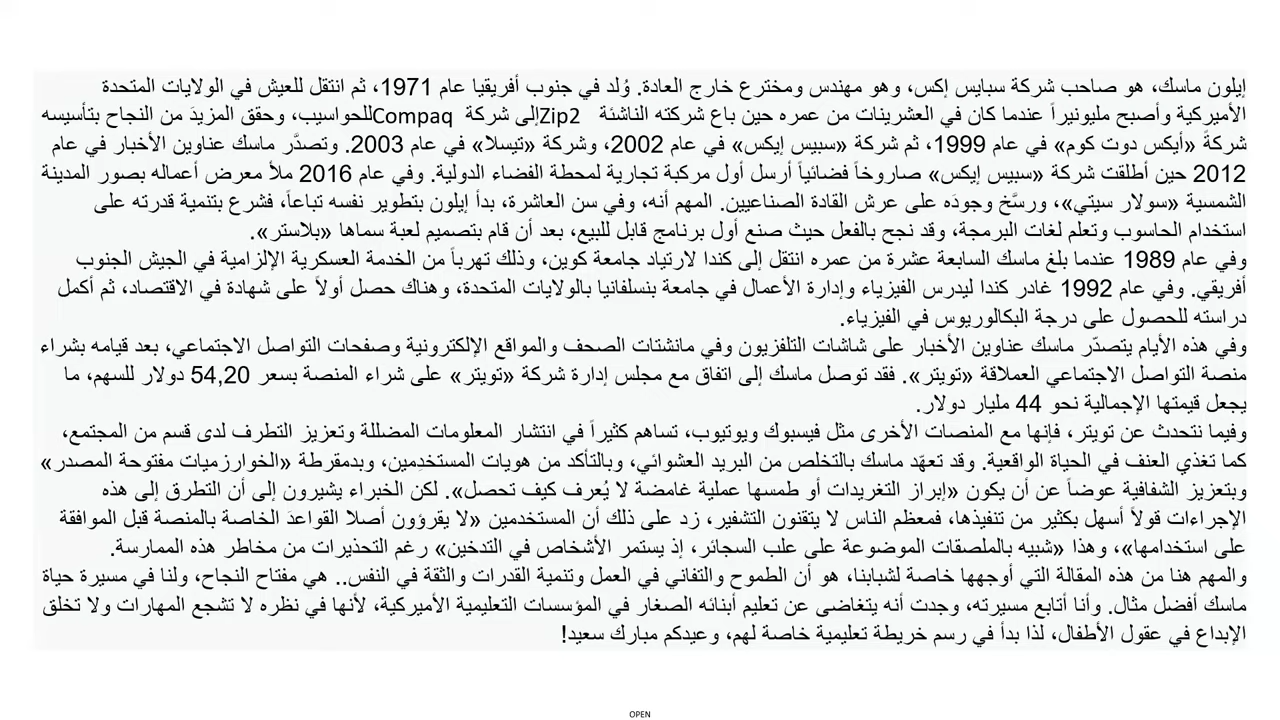 إيلون ماسك، هو صاحب شركة سبايس إكس، وهو مهندس ومخترع خارج العادة. وُلد في جنوب أفريقيا عام 1971، ثم انتقل للعيش في الولايات المتحدة
الأميركية وأصبح مليونيراً عندما كان في العشرينات من عمره حين باع شركته الناشئة Zip2إلى شركة Compaqللحواسيب، وحقق المزيدَ من النجاح بتأسيسه
شركةَ «أيكس دوت كوم» في عام 1999، ثم شركة «سبيس إيكس» في عام 2002، وشركة «تيسلا» في عام 2003. وتصدَّر ماسك عناوين الأخبار في عام
2012 حين أطلقت شركة «سبيس إيكس» صاروخاً فضائياً أرسل أول مركبة تجارية لمحطة الفضاء الدولية. وفي عام 2016 ملأ معرض أعماله بصور المدينة
الشمسية «سولار سيتي»، ورسَّخ وجودَه على عرش القادة الصناعيين. المهم أنه، وفي سن العاشرة، بدأ إيلون بتطوير نفسه تباعاً، فشرع بتنمية قدرته على
استخدام الحاسوب وتعلم لغات البرمجة، وقد نجح بالفعل حيث صنع أول برنامج قابل للبيع، بعد أن قام بتصميم لعبة سماها «بلاستر».
وفي عام 1989 عندما بلغ ماسك السابعة عشرة من عمره انتقل إلى كندا لارتياد جامعة كوين، وذلك تهرباً من الخدمة العسكرية الإلزامية في الجيش الجنوب
أفريقي. وفي عام 1992 غادر كندا ليدرس الفيزياء وإدارة الأعمال في جامعة بنسلفانيا بالولايات المتحدة، وهناك حصل أولاً على شهادة في الاقتصاد، ثم أكمل
دراسته للحصول على درجة البكالوريوس في الفيزياء.
وفي هذه الأيام يتصدّر ماسك عناوين الأخبار على شاشات التلفزيون وفي مانشتات الصحف والمواقع الإلكترونية وصفحات التواصل الاجتماعي، بعد قيامه بشراء
منصة التواصل الاجتماعي العملاقة «تويتر». فقد توصل ماسك إلى اتفاق مع مجلس إدارة شركة «تويتر» على شراء المنصة بسعر 54,20 دولار للسهم، ما
يجعل قيمتها الإجمالية نحو 44 مليار دولار.
وفيما نتحدث عن تويتر، فإنها مع المنصات الأخرى مثل فيسبوك ويوتيوب، تساهم كثيراً في انتشار المعلومات المضللة وتعزيز التطرف لدى قسم من المجتمع،
كما تغذي العنف في الحياة الواقعية. وقد تعهّد ماسك بالتخلص من البريد العشوائي، وبالتأكد من هويات المستخدمين، وبدمقرطة «الخوارزميات مفتوحة المصدر»
وبتعزيز الشفافية عوضاً عن أن يكون «إبراز التغريدات أو طمسها عملية غامضة لا يُعرف كيف تحصل». لكن الخبراء يشيرون إلى أن التطرق إلى هذه
الإجراءات قولاً أسهل بكثير من تنفيذها، فمعظم الناس لا يتقنون التشفير، زد على ذلك أن المستخدمين «لا يقرؤون أصلا القواعدَ الخاصة بالمنصة قبل الموافقة
على استخدامها»، وهذا «شبيه بالملصقات الموضوعة على علب السجائر، إذ يستمر الأشخاص في التدخين» رغم التحذيرات من مخاطر هذه الممارسة.
والمهم هنا من هذه المقالة التي أوجهها خاصة لشبابنا، هو أن الطموح والتفاني في العمل وتنمية القدرات والثقة في النفس.. هي مفتاح النجاح، ولنا في مسيرة حياة
ماسك أفضل مثال. وأنا أتابع مسيرته، وجدت أنه يتغاضى عن تعليم أبنائه الصغار في المؤسسات التعليمية الأميركية، لأنها في نظره لا تشجع المهارات ولا تخلق
الإبداع في عقول الأطفال، لذا بدأ في رسم خريطة تعليمية خاصة لهم، وعيدكم مبارك سعيد!
OPEN